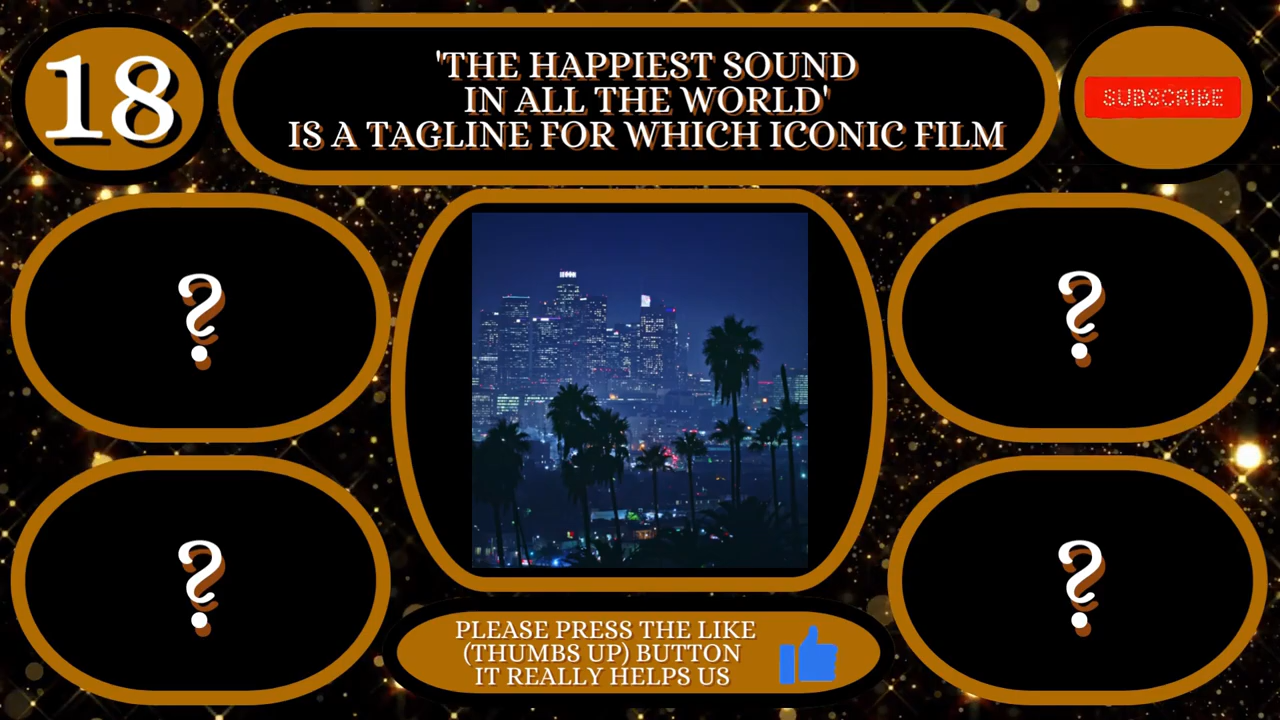 18
'THE HAPPIEST SOUND
IN ALL THE WORLD'
IS A TAGLINE FOR WHICH ICONIC FILM
SUBSCRIBE
?
?
?
?
PLEASE PRESS THE LIKE
(THUMBS UP) BUTTON
IT REALLY HELPS US